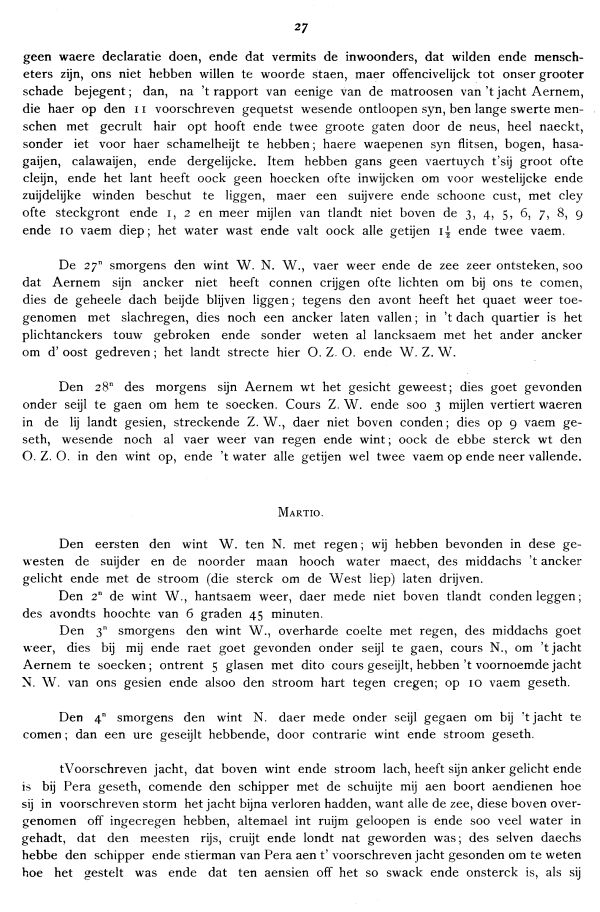 27
geen waere declaratie doen, ende dat vermits de inwoonders, dat wilden ende mensch-
eters zijn, ons niet hebben willen te woorde staen, maer offencivelijck tot onser grooter
schade bejegent; dan, na 't rapport van eenige van de matroosen van 't jacht Aernem,
die haer op den 11 voorschreven gequetst wesende ontloopen syn, ben lange swerte men-
schen met gecrult hair opt hooft ende twee groote gaten door de neus, heel naeckt,
sonder iet voor haer schamelheijt te hebben; haere waepenen syn flitsen, bogen, hasa-
gaijen, calawaijen, ende dergelijcke. Item hebben gans geen vaertuych t'sij groot ofte
cleijn, ende het lant heeft oock geen hoecken ofte inwijcken om voor westelijcke ende
zuijdelijke winden beschut te liggen, maer een suijvere ende schoone cust, met cley
ofte steckgront ende 1, 2 en meer mijlen van tlandt niet boven de 3, 4, 5, 6, 7, 8, 9
ende 10 vaem diep; het water wast ende valt oock alle getijen 1½ ende twee vaem.
De 27ⁿ smorgens den wint W. N. W., vaer weer ende de zee zeer ontsteken, soo
dat Aernem sijn ancker niet heeft connen crijgen ofte lichten om bij ons te comen,
dies de geheele dach beijde blijven liggen; tegens den avont heeft het quaet weer toe-
genomen met slachregen, dies noch een ancker laten vallen; in 't dach quartier is het
plichtanckers touw gebroken ende sonder weten al lancksaem met het ander ancker
om d' oost gedreven; het landt strecte hier O. Z. O. ende W. Z. W.
Den 28ⁿ des morgens sijn Aernem wt het gesicht geweest; dies goet gevonden
onder seijl te gaen om hem te soecken. Cours Z. W. ende soo 3 mijlen vertiert waeren
in de lij landt gesien, streckende Z. W., daer niet boven conden; dies op 9 vaem ge-
seth, wesende noch al vaer weer van regen ende wint; oock de ebbe sterck wt den
O. Z. O. in den wint op, ende 't water alle getijen wel twee vaem op ende neer vallende.
Martio.
Den eersten den wint W. ten N. met regen; wij hebben bevonden in dese ge-
westen de suijder en de noorder maan hooch water maect, des middachs 't ancker
gelicht ende met de stroom (die sterck om de West liep) laten drijven.
Den 2ⁿ de wint W., hantsaem weer, daer mede niet boven tlandt conden leggen;
des avondts hoochte van 6 graden 45 minuten.
Den 3ⁿ smorgens den wint W., overharde coelte met regen, des middachs goet
weer, dies bij mij ende raet goet gevonden onder seijl te gaen, cours N., om 't jacht
Aernem te soecken; ontrent 5 glasen met dito cours geseijlt, hebben 't voornoemde jacht
N. W. van ons gesien ende alsoo den stroom hart tegen cregen; op 10 vaem geseth.
Den 4ⁿ smorgens den wint N. daer mede onder seijl gegaen om bij 't jacht te
comen; dan een ure geseijlt hebbende, door contrarie wint ende stroom geseth.
tVoorschreven jacht, dat boven wint ende stroom lach, heeft sijn anker gelicht ende
is bij Pera geseth, comende den schipper met de schuijte mij aen boort aendienen hoe
sij in voorschreven storm het jacht bijna verloren hadden, want alle de zee, diese boven over-
genomen off ingecregen hebben, altemael int ruijm geloopen is ende soo veel water in
gehadt, dat den meesten rijs, cruijt ende londt nat geworden was; des selven daechs
hebbe den schipper ende stierman van Pera aen t' voorschreven jacht gesonden om te weten
hoe het gestelt was ende dat ten aensien off het so swack ende onsterck is, als sij